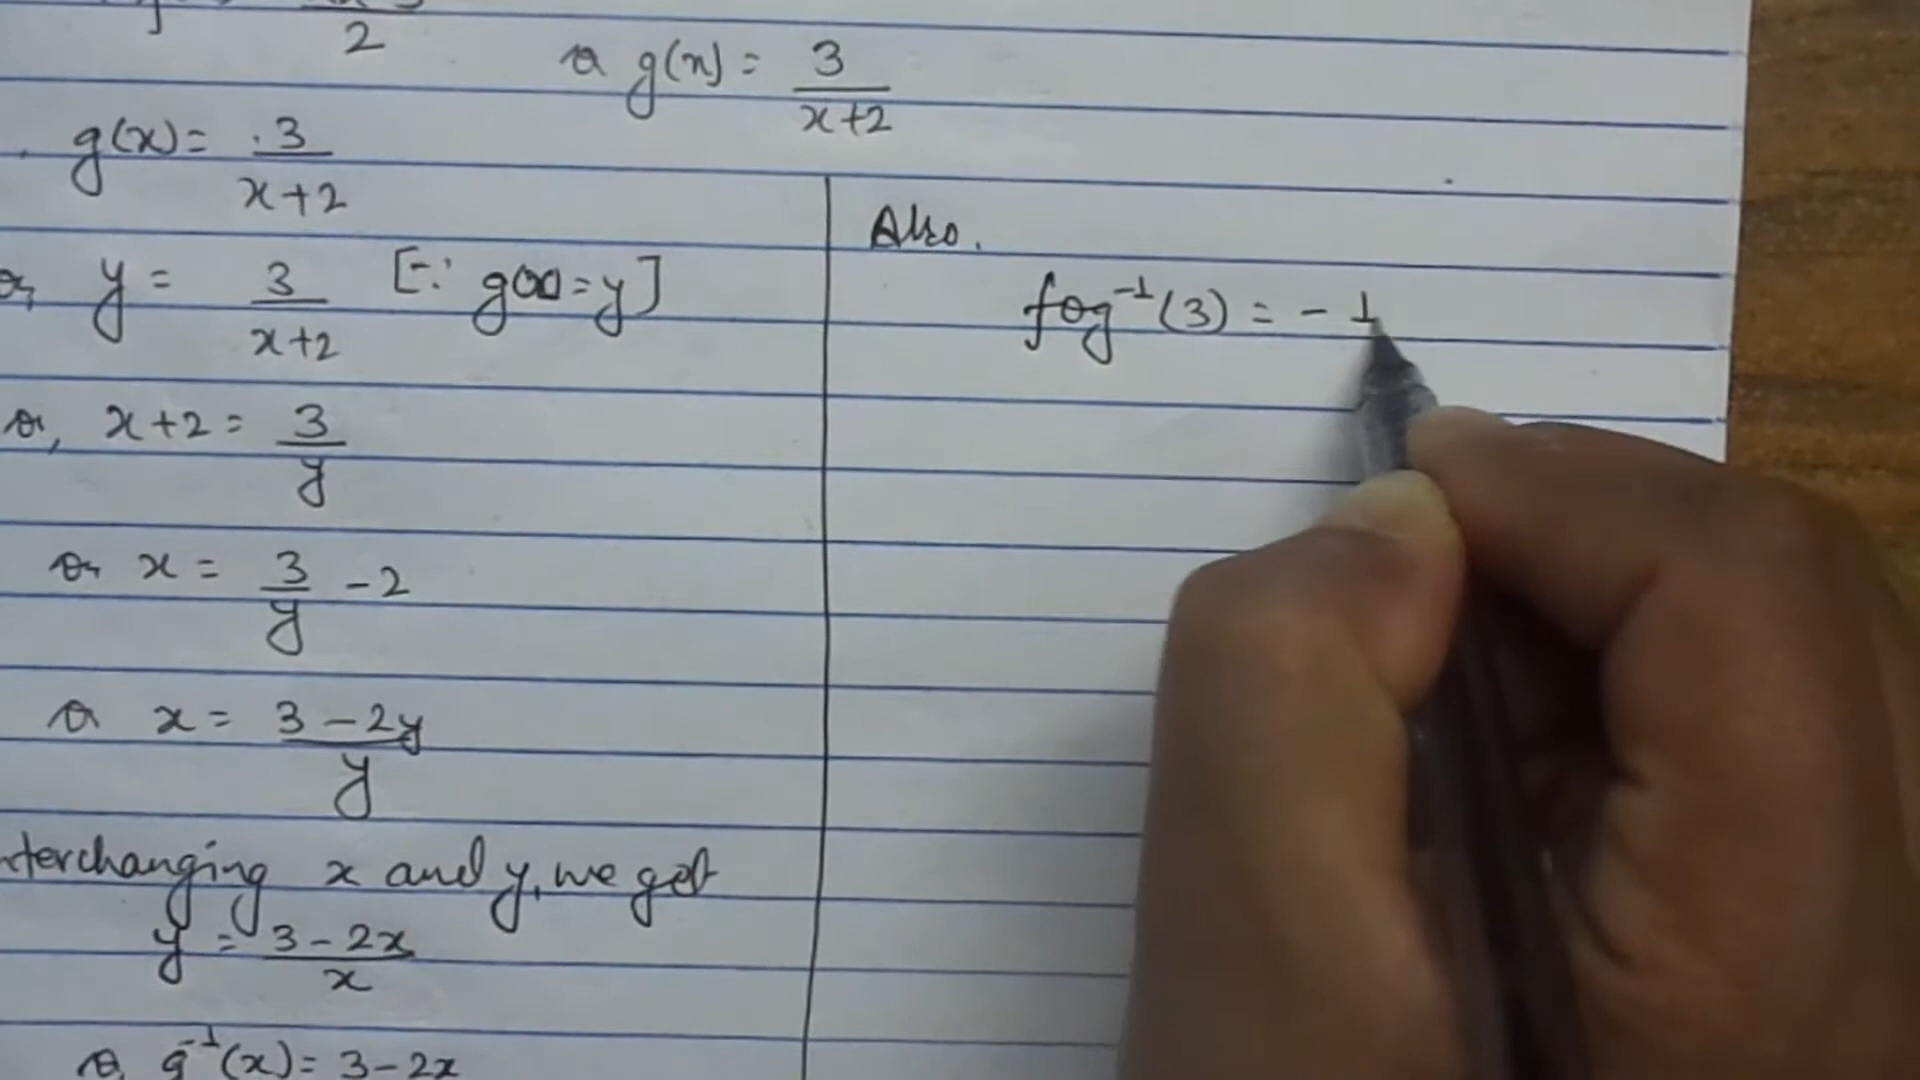 2
or g(x) = 3/(x+2)
g(x) = 3/(x+2)
or, y = 3/(x+2) [∵ g(x) = y]
or, x+2 = 3/y
or x = 3/y - 2
or x = (3-2y)/y
nterchanging x and y, we get
y = (3-2x)/x
or, g⁻¹(x) = 3-2x
Also,
fog⁻¹(3) = -1